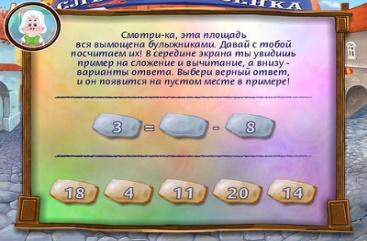 Смотри-ка, эта площадь
вся вымощена булыжниками. Давай с тобой
посчитаем их! В середине экрана ты увидишь
пример на сложение и вычитание, а внизу -
варианты ответа. Выбери верный ответ,
и он появится на пустом месте в примере!
3 = - 8
18 4 11 20 14